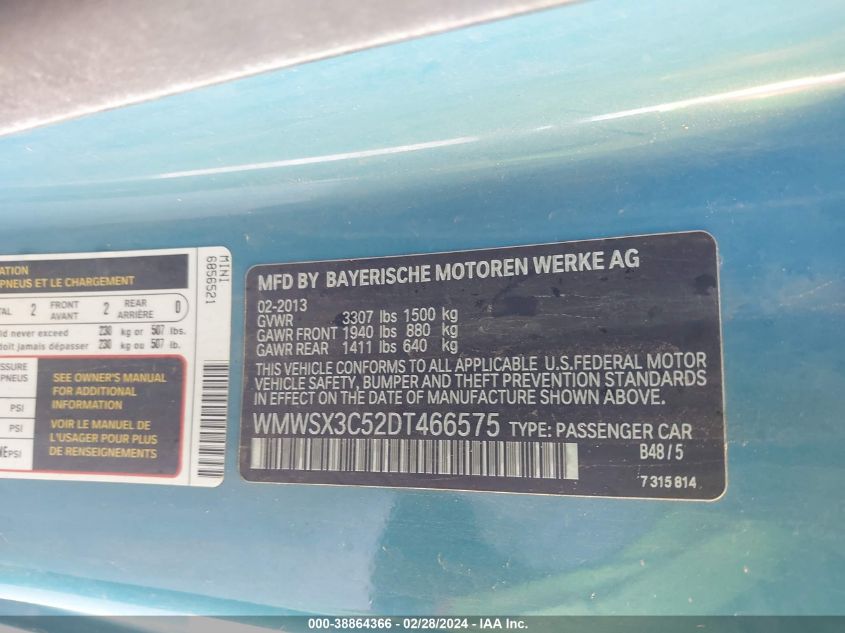 ATION
PNEUS ET LE CHARGEMENT
TAL 2 FRONT AVANT 2 REAR ARRIÈRE 0
ld never exceed 230 kg or 507 lbs.
doit jamais dépasser 230 kg ou 507 lb.
SSURE
PNEUS
PSI
PSI
PSI
SEE OWNER'S MANUAL
FOR ADDITIONAL
INFORMATION
VOIR LE MANUEL
DE L'USAGER POUR PLUS
DE RENSEIGNEMENTS
MINI
6856521
MFD BY BAYERISCHE MOTOREN WERKE AG
02-2013
GVWR 3307 lbs 1500 kg
GAWR FRONT 1940 lbs 880 kg
GAWR REAR 1411 lbs 640 kg
THIS VEHICLE CONFORMS TO ALL APPLICABLE U.S.FEDERAL MOTOR
VEHICLE SAFETY, BUMPER AND THEFT PREVENTION STANDARDS
IN EFFECT ON THE DATE OF MANUFACTURE SHOWN ABOVE.
WMWSX3C52DT466575 TYPE: PASSENGER CAR
B48 / 5
7 315 814
000-38864366 - 02/28/2024 - IAA Inc.